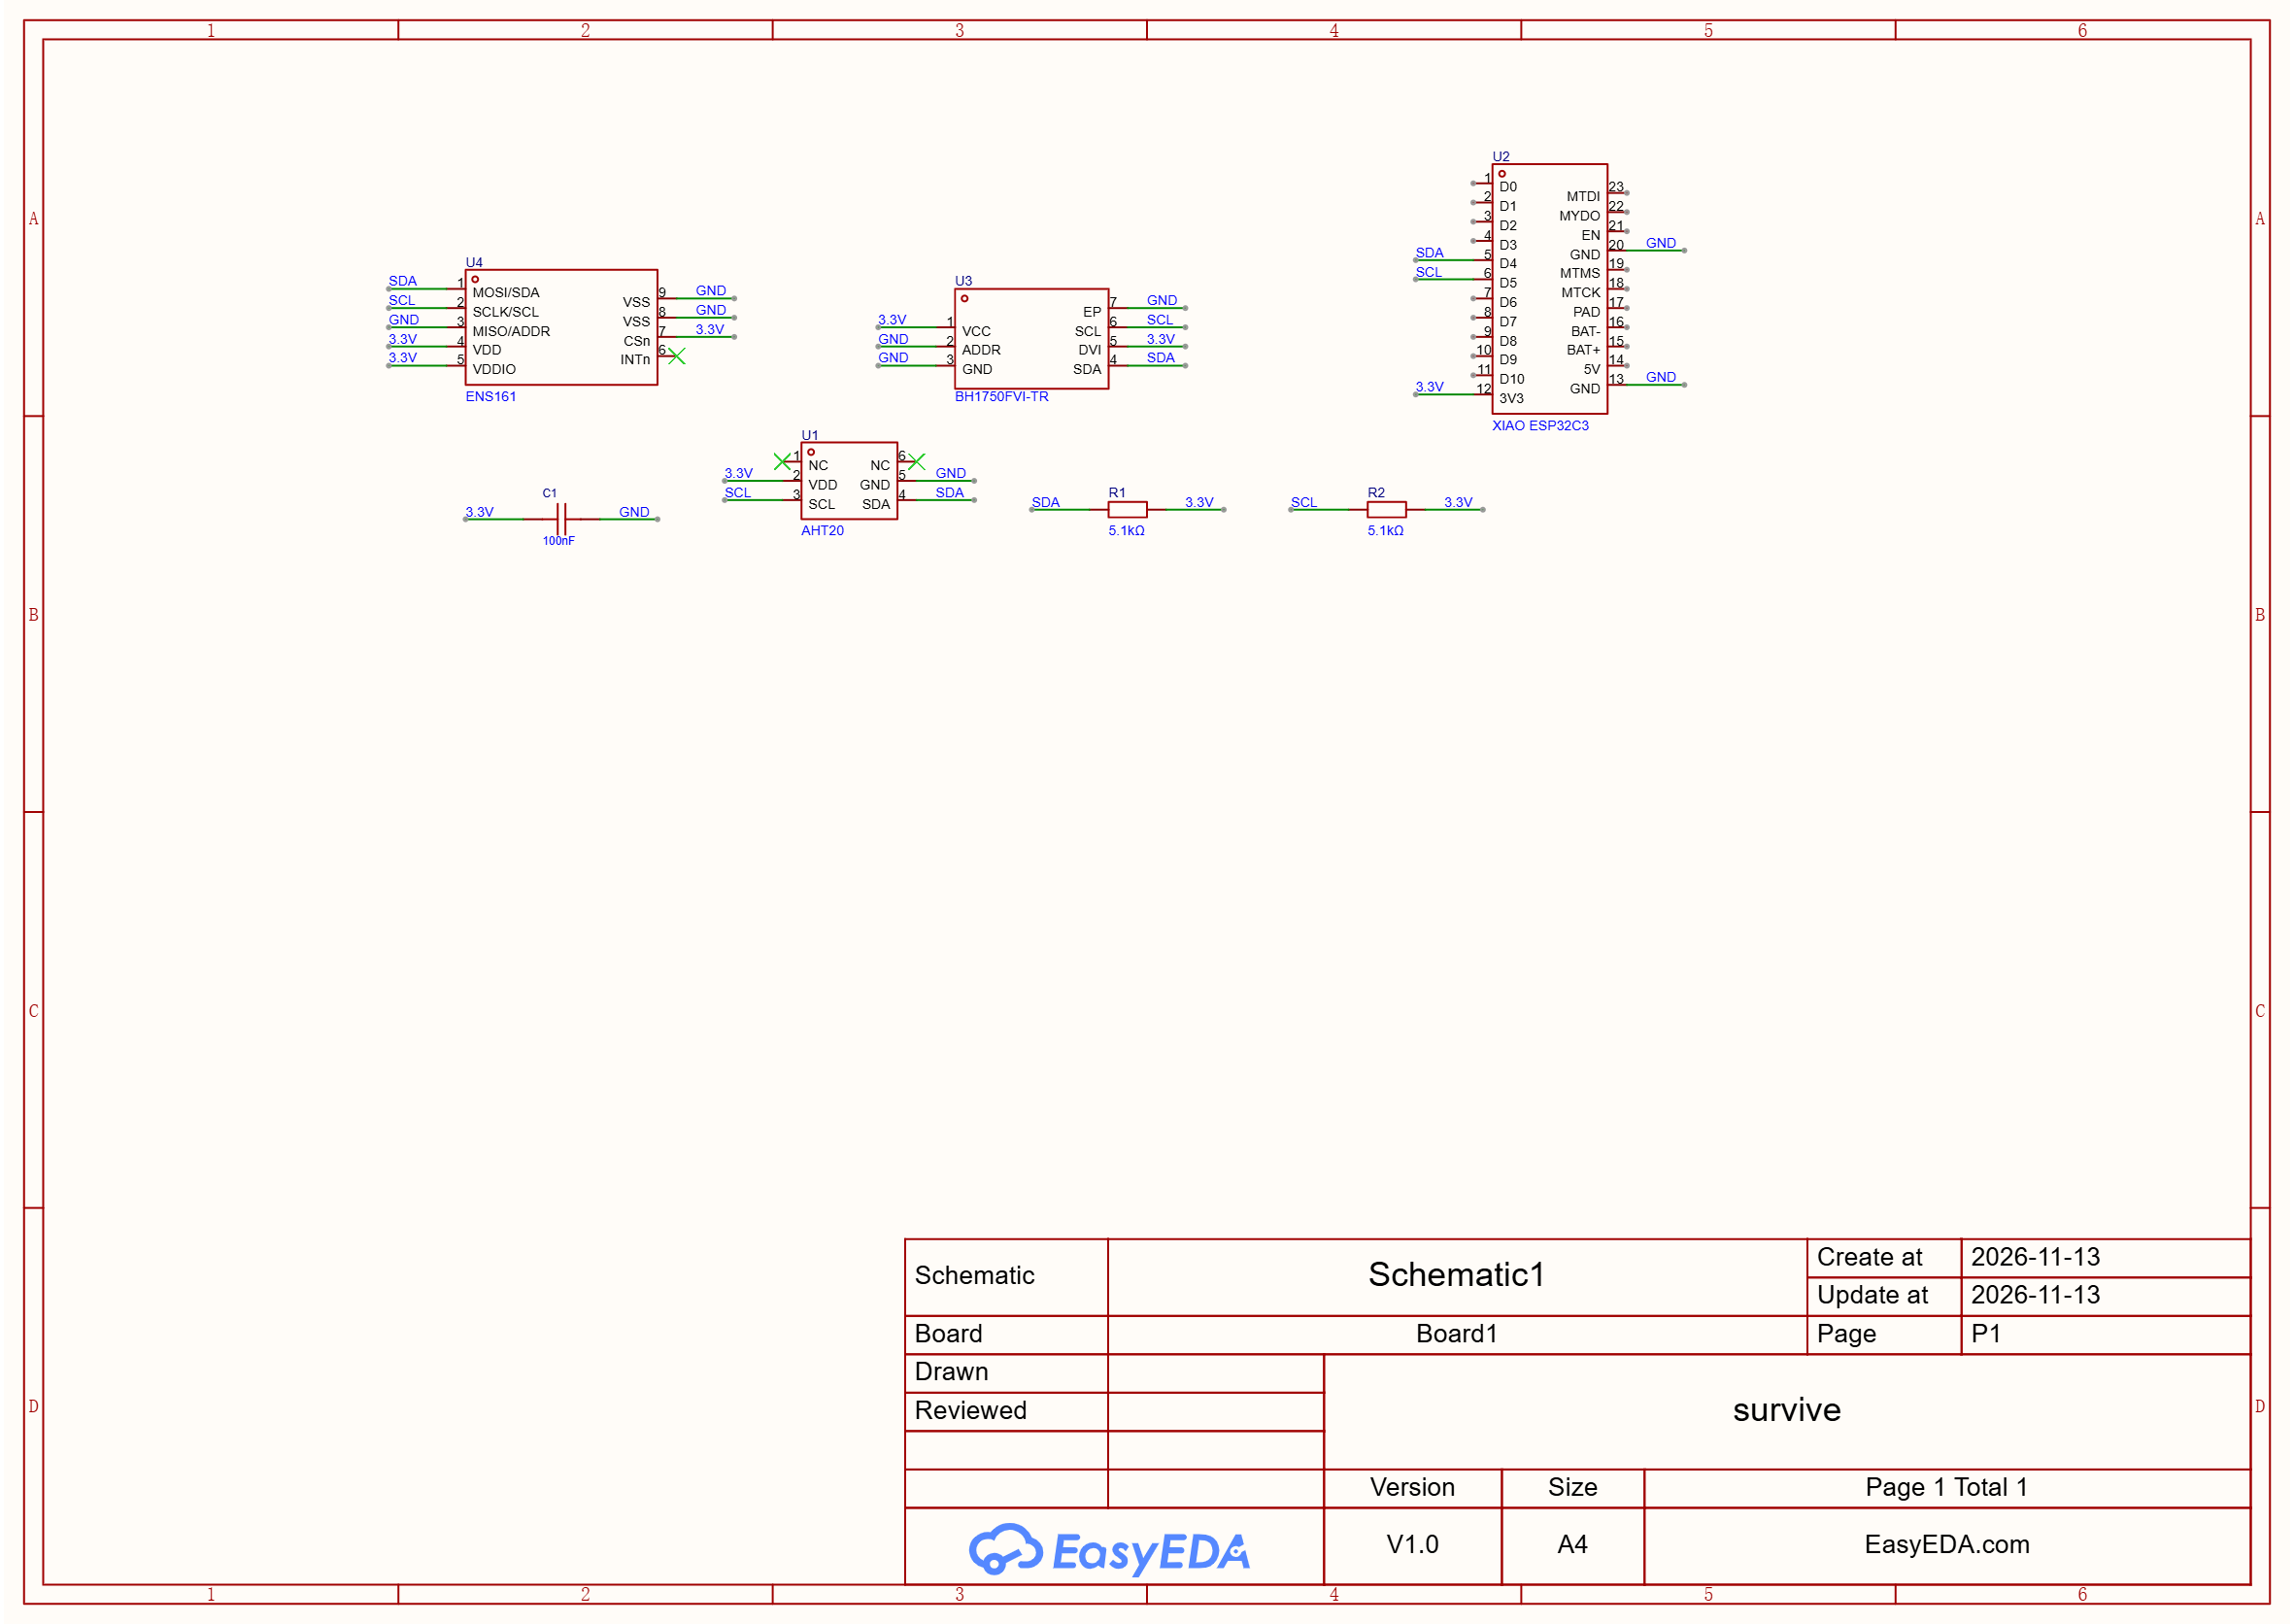 1 2 3 4 5 6
A
A
B
B
C
C
D
D
U4
SDA 1 MOSI/SDA
SCL 2 SCLK/SCL
GND 3 MISO/ADDR
3.3V 4 VDD
3.3V 5 VDDIO
VSS 9 GND
VSS 8 GND
CSn 7 3.3V
INTn 6
ENS161
U3
3.3V 1 VCC
GND 2 ADDR
GND 3 GND
EP 7 GND
SCL 6 SCL
DVI 5 3.3V
SDA 4 SDA
BH1750FVI-TR
U2
1 D0
2 D1
3 D2
4 D3
SDA 5 D4
SCL 6 D5
7 D6
8 D7
9 D8
10 D9
11 D10
3.3V 12 3V3
MTDI 23
MYDO 22
EN 21
GND 20 GND
MTMS 19
MTCK 18
PAD 17
BAT- 16
BAT+ 15
5V 14
GND 13 GND
XIAO ESP32C3
U1
1 NC
3.3V 2 VDD
SCL 3 SCL
NC 6
GND 5 GND
SDA 4 SDA
AHT20
C1
3.3V GND
100nF
R1
SDA 3.3V
5.1kΩ
R2
SCL 3.3V
5.1kΩ
Schematic
Schematic1
Create at 2026-11-13
Update at 2026-11-13
Board Board1 Page P1
Drawn
Reviewed
survive
Version Size Page 1 Total 1
EasyEDA V1.0 A4 EasyEDA.com
1 2 3 4 5 6